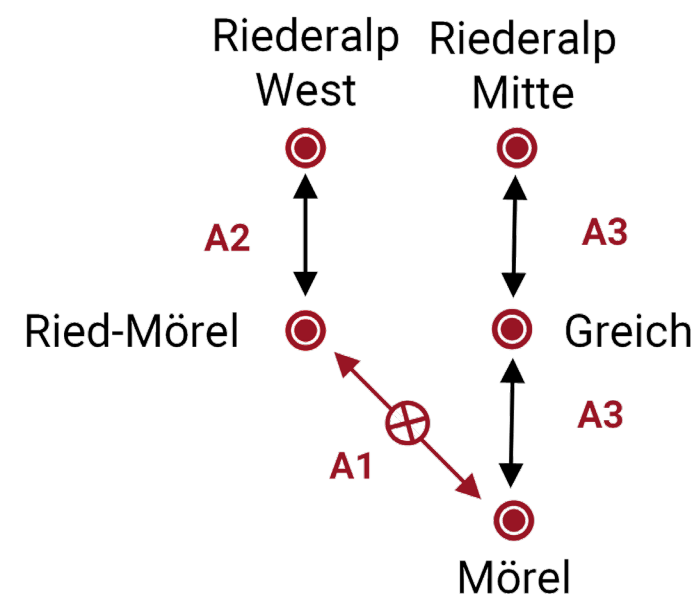 Riederalp
West
Riederalp
Mitte
A2
A3
Ried-Mörel
Greich
A3
A1
Mörel